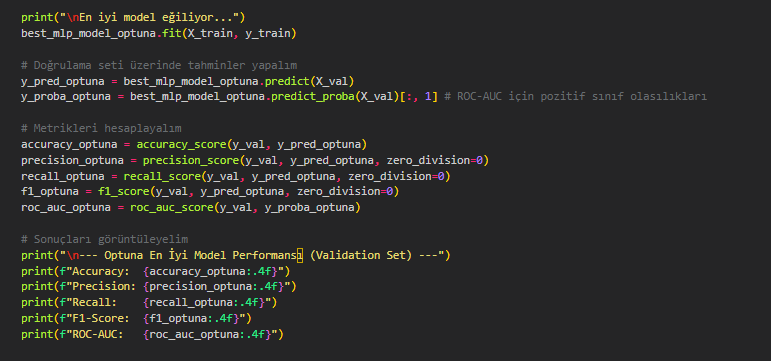 print("\nEn iyi model eğiliyor...")
best_mlp_model_optuna.fit(X_train, y_train)
# Doğrulama seti üzerinde tahminler yapalım
y_pred_optuna = best_mlp_model_optuna.predict(X_val)
y_proba_optuna = best_mlp_model_optuna.predict_proba(X_val)[:, 1] # ROC-AUC için pozitif sınıf olasılıkları
# Metrikleri hesaplayalım
accuracy_optuna = accuracy_score(y_val, y_pred_optuna)
precision_optuna = precision_score(y_val, y_pred_optuna, zero_division=0)
recall_optuna = recall_score(y_val, y_pred_optuna, zero_division=0)
f1_optuna = f1_score(y_val, y_pred_optuna, zero_division=0)
roc_auc_optuna = roc_auc_score(y_val, y_proba_optuna)
# Sonuçları görüntüleyelim
print("\n--- Optuna En İyi Model Performansı (Validation Set) ---")
print(f"Accuracy:  {accuracy_optuna:.4f}")
print(f"Precision: {precision_optuna:.4f}")
print(f"Recall:    {recall_optuna:.4f}")
print(f"F1-Score:  {f1_optuna:.4f}")
print(f"ROC-AUC:   {roc_auc_optuna:.4f}")